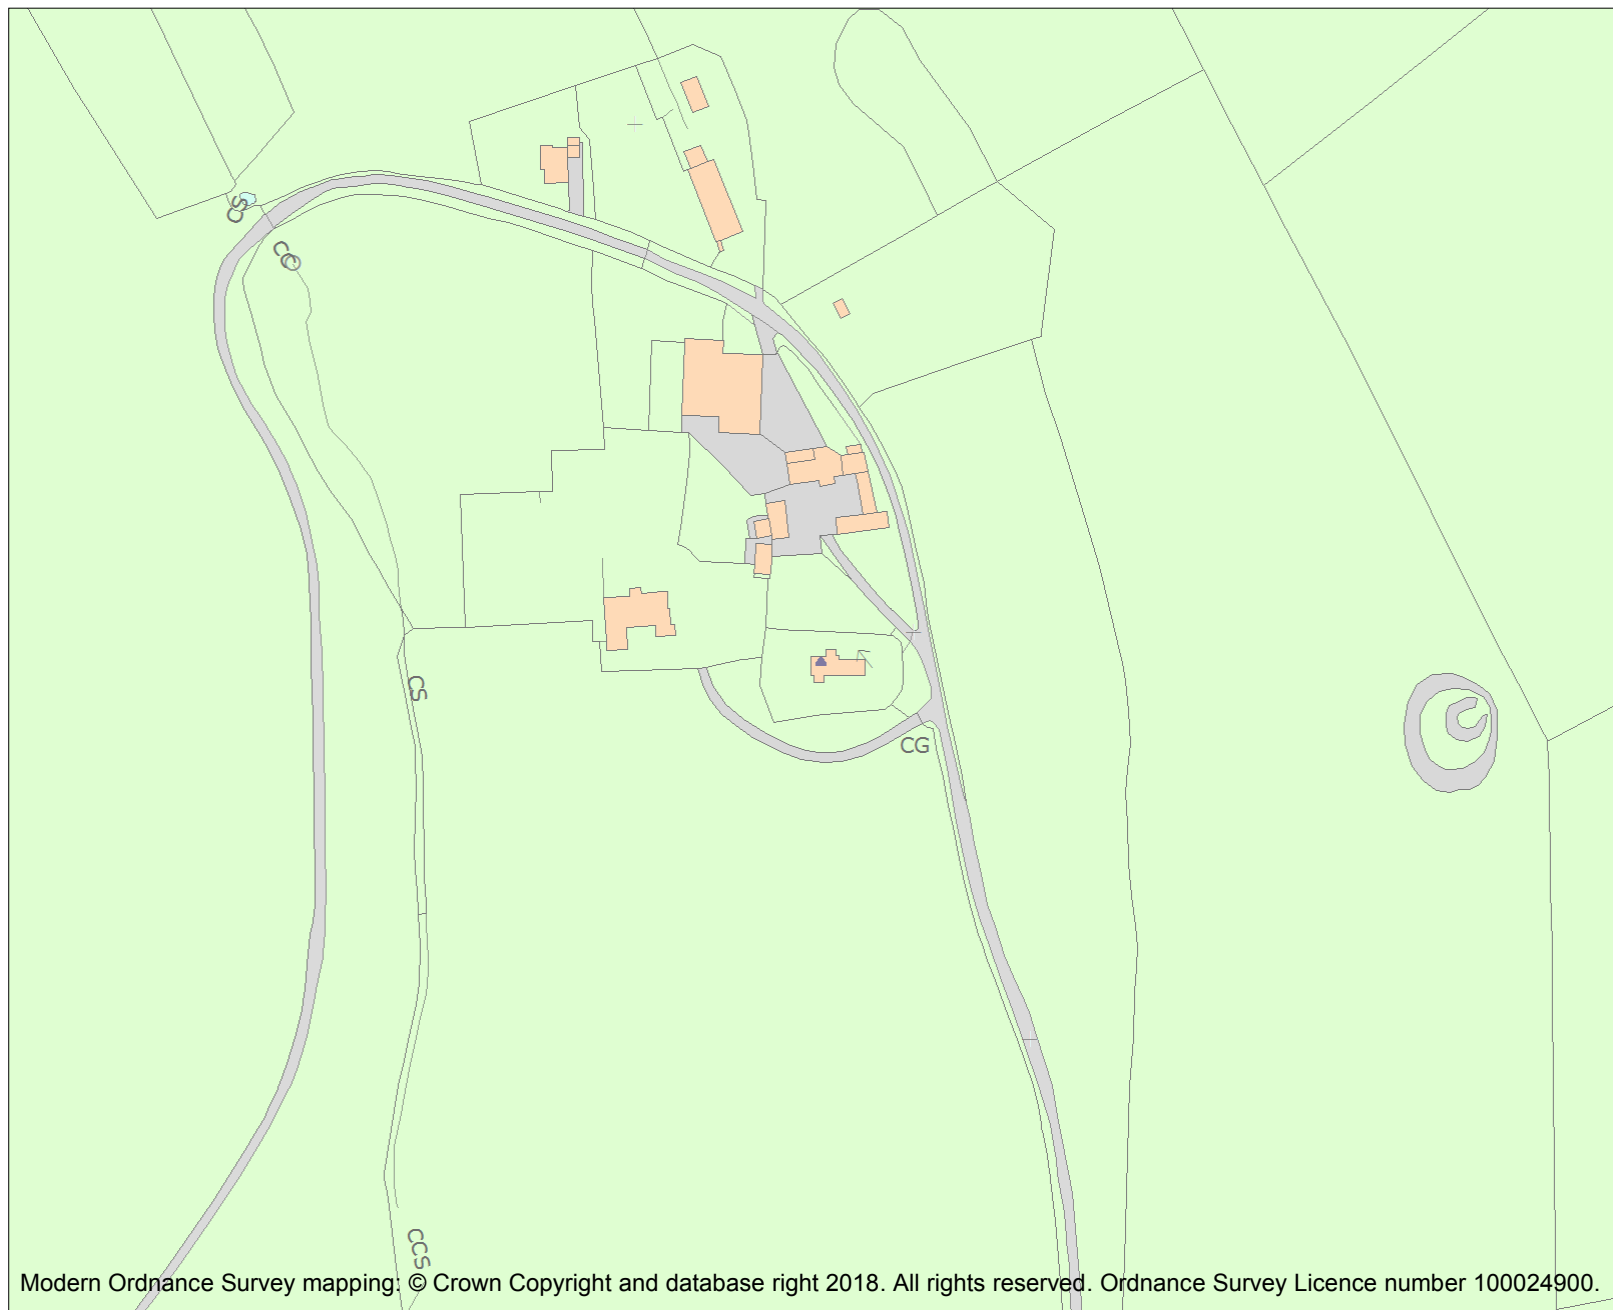 CS
CC
CS
CG
CCS
Modern Ordnance Survey mapping: © Crown Copyright and database right 2018. All rights reserved. Ordnance Survey Licence number 100024900.